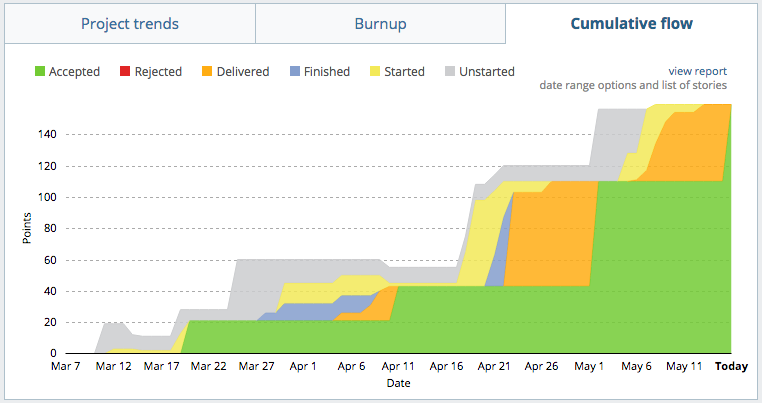 Project trends Burnup Cumulative flow
Accepted Rejected Delivered Finished Started Unstarted
view report
date range options and list of stories
140
120
100
80
60
40
20
0
Points
Mar 7 Mar 12 Mar 17 Mar 22 Mar 27 Apr 1 Apr 6 Apr 11 Apr 16 Apr 21 Apr 26 May 1 May 6 May 11 Today
Date